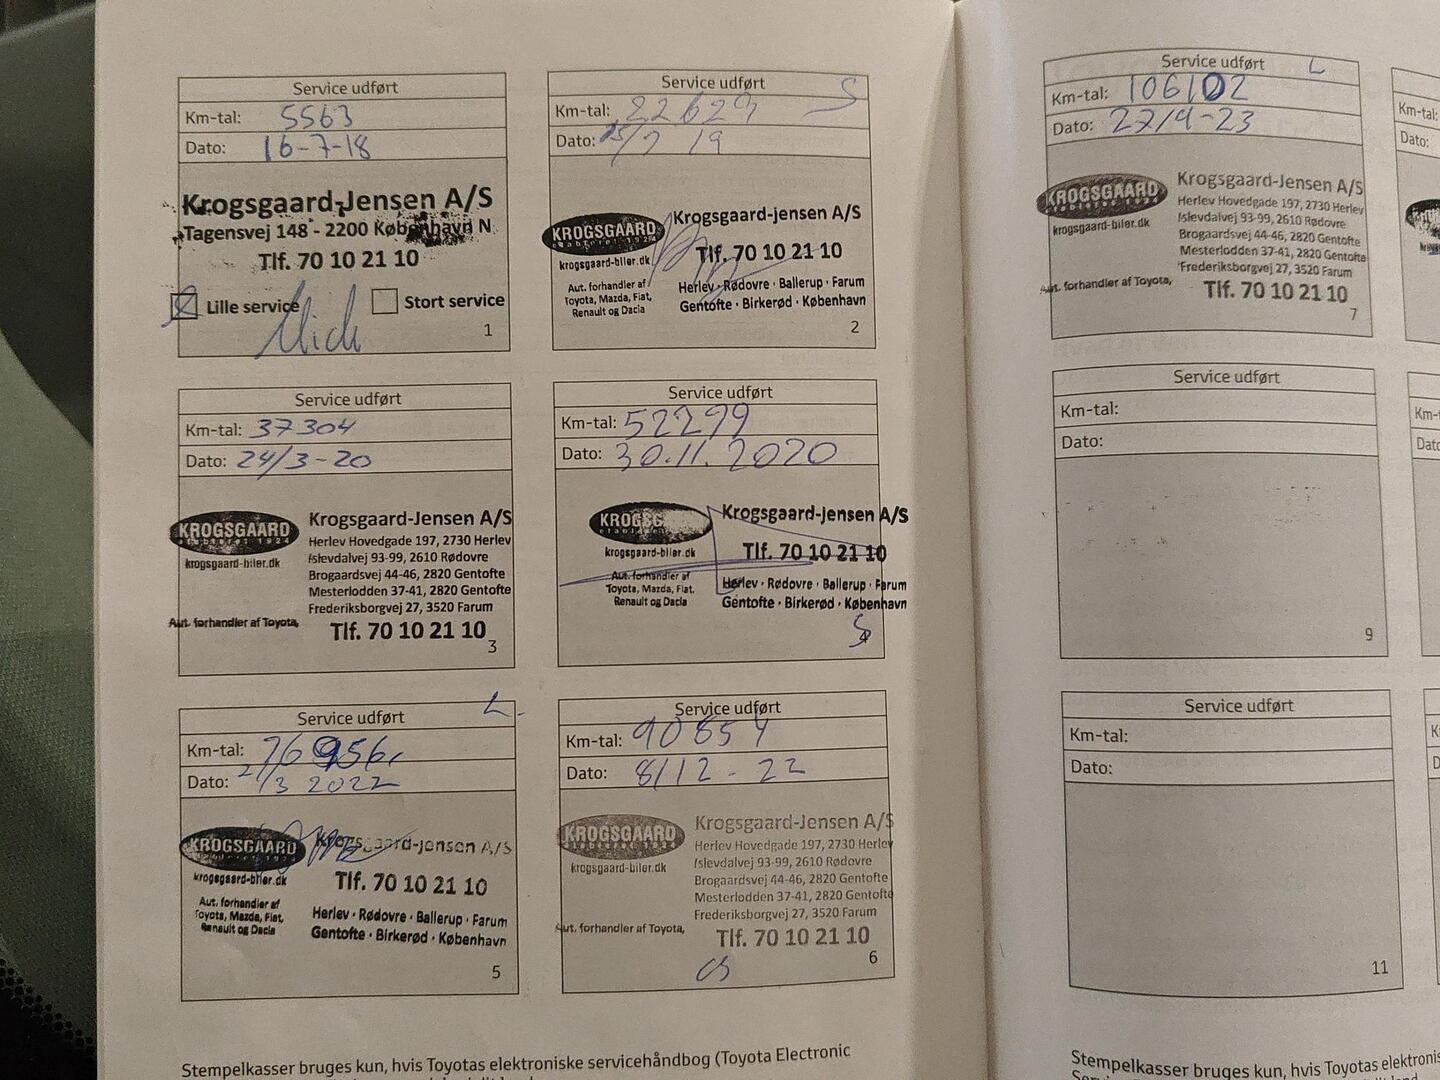 Service udført
Km-tal: 5563
Dato: 16-7-18
Krogsgaard-Jensen A/S
Tagensvej 148 - 2200 København N
Tlf. 70 10 21 10
Lille service Stort service
1
Service udført
Km-tal: 22629 S
Dato: 25/7 19
KROGSGAARD
krogsgaard-biler.dk
Aut. forhandler af
Toyota, Mazda, Fiat,
Renault og Dacia
Krogsgaard-Jensen A/S
Tlf. 70 10 21 10
Herlev · Rødovre · Ballerup · Farum
Gentofte · Birkerød · København
2
Service udført
Km-tal: 37304
Dato: 24/3-20
KROGSGAARD
krogsgaard-biler.dk
Aut. forhandler af Toyota,
Krogsgaard-Jensen A/S
Herlev Hovedgade 197, 2730 Herlev
Islevdalvej 93-99, 2610 Rødovre
Brogaardsvej 44-46, 2820 Gentofte
Mesterlodden 37-41, 2820 Gentofte
Frederiksborgvej 27, 3520 Farum
Tlf. 70 10 21 10
3
Service udført
Km-tal: 52299
Dato: 30.11.2020
KROGSG
krogsgaard-biler.dk
Aut. forhandler af
Toyota, Mazda, Fiat,
Renault og Dacia
Krogsgaard-Jensen A/S
Tlf. 70 10 21 10
Herlev · Rødovre · Ballerup · Farum
Gentofte · Birkerød · København
S
4
Service udført L.
Km-tal: 76956
Dato: 2/3 2022
KROGSGAARD
krogsgaard-biler.dk
Aut. forhandler af
Toyota, Mazda, Fiat,
Renault og Dacia
Krogsgaard-Jensen A/S
Tlf. 70 10 21 10
Herlev · Rødovre · Ballerup · Farum
Gentofte · Birkerød · København
5
Service udført
Km-tal: 90854
Dato: 8/12-22
KROGSGAARD
krogsgaard-biler.dk
Aut. forhandler af Toyota,
Krogsgaard-Jensen A/S
Herlev Hovedgade 197, 2730 Herlev
Islevdalvej 93-99, 2610 Rødovre
Brogaardsvej 44-46, 2820 Gentofte
Mesterlodden 37-41, 2820 Gentofte
Frederiksborgvej 27, 3520 Farum
Tlf. 70 10 21 10
6
Stempelkasser bruges kun, hvis Toyotas elektroniske servicehåndbog (Toyota Electronic
Service udført L
Km-tal: 106102
Dato: 27/9-23
KROGSGAARD
krogsgaard-biler.dk
Aut. forhandler af Toyota,
Krogsgaard-Jensen A/S
Herlev Hovedgade 197, 2730 Herlev
Islevdalvej 93-99, 2610 Rødovre
Brogaardsvej 44-46, 2820 Gentofte
Mesterlodden 37-41, 2820 Gentofte
Frederiksborgvej 27, 3520 Farum
Tlf. 70 10 21 10
7
Km-tal:
Dato:
Service udført
Km-tal:
Dato:
9
Service udført
Km-tal:
Dato:
11
Stempelkasser bruges kun, hvis Toyotas elektronis